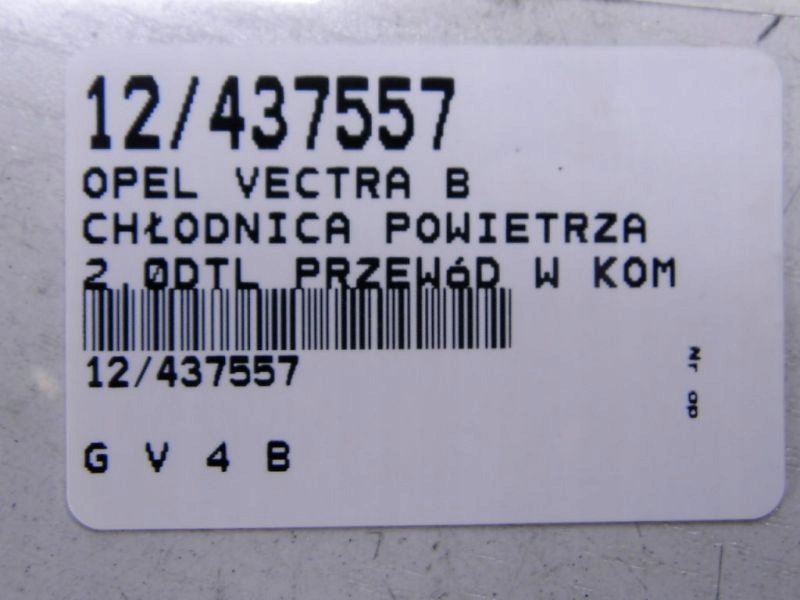 12/437557
OPEL VECTRA B
CHŁODNICA POWIETRZA
2.0DTL PRZEWóD W KOM
12/437557
Nr op
G V 4 B